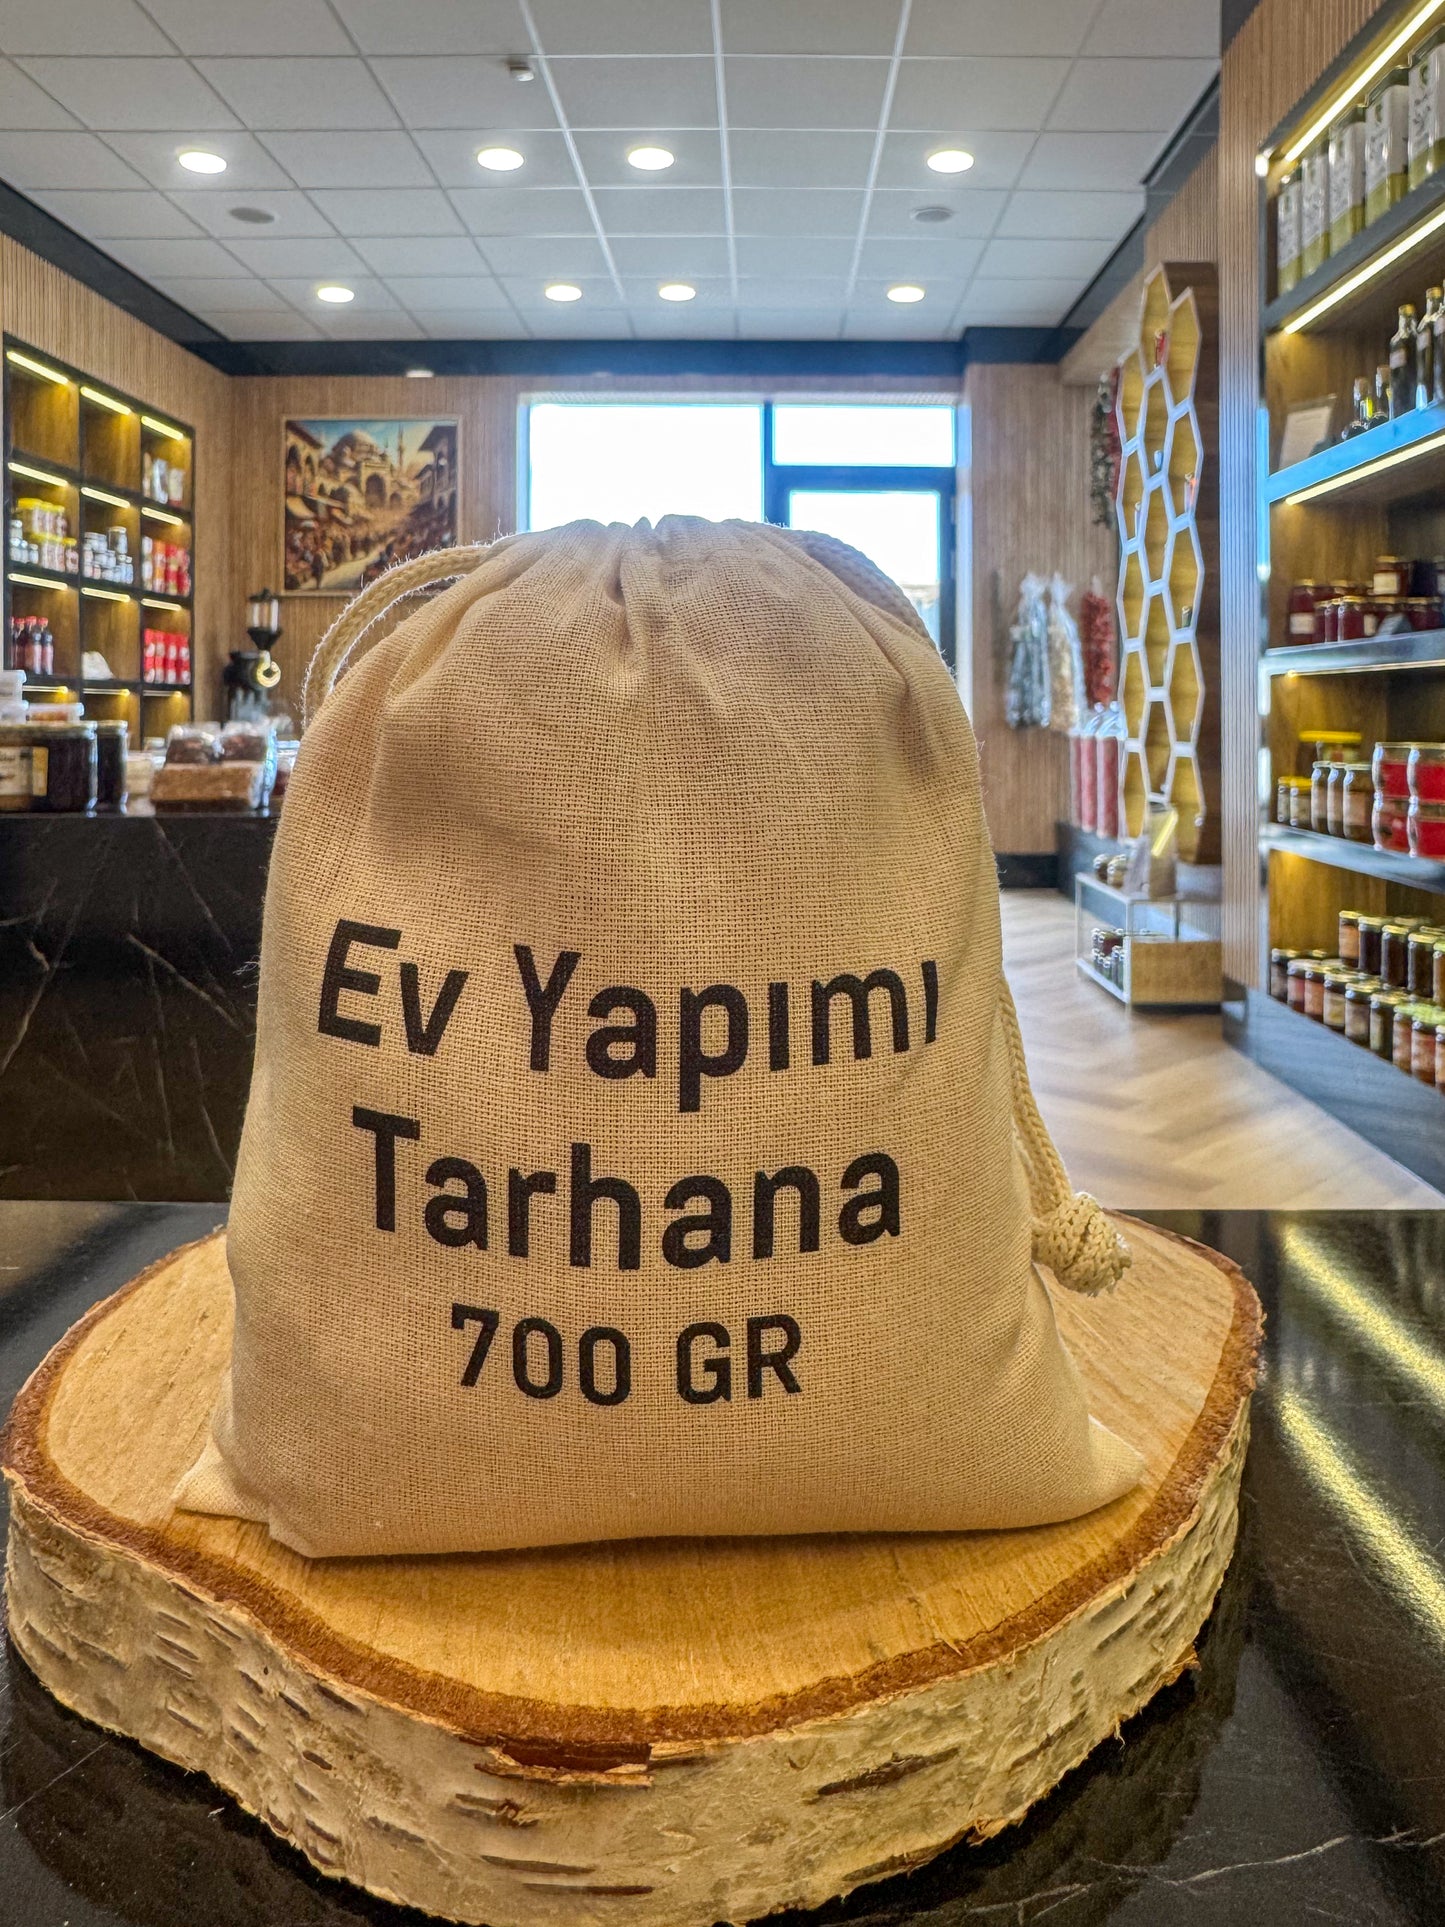 Ev Yapımı
Tarhana
700 GR